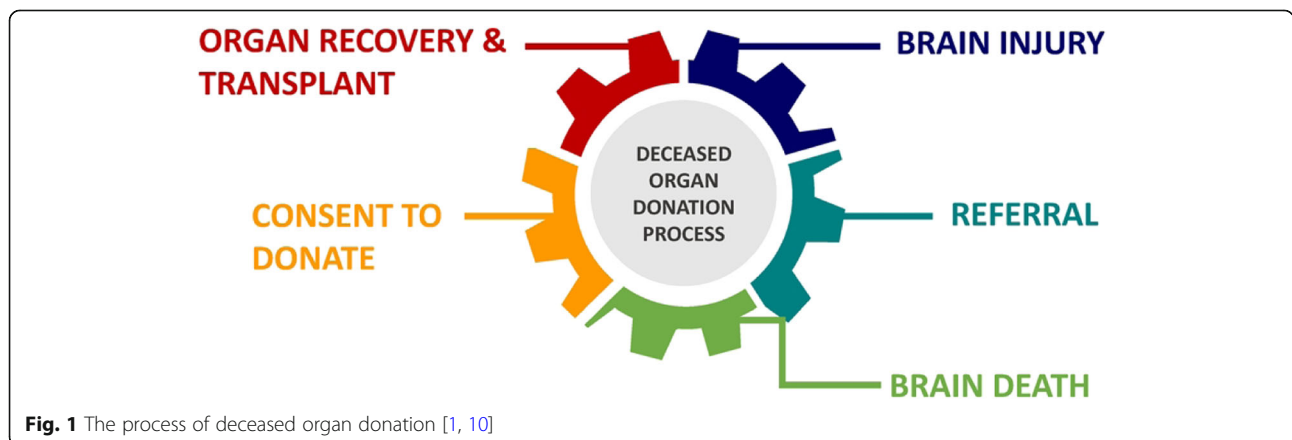 ORGAN RECOVERY &
TRANSPLANT
BRAIN INJURY
DECEASED
ORGAN
DONATION
PROCESS
CONSENT TO
DONATE
REFERRAL
BRAIN DEATH
Fig. 1 The process of deceased organ donation [1, 10]